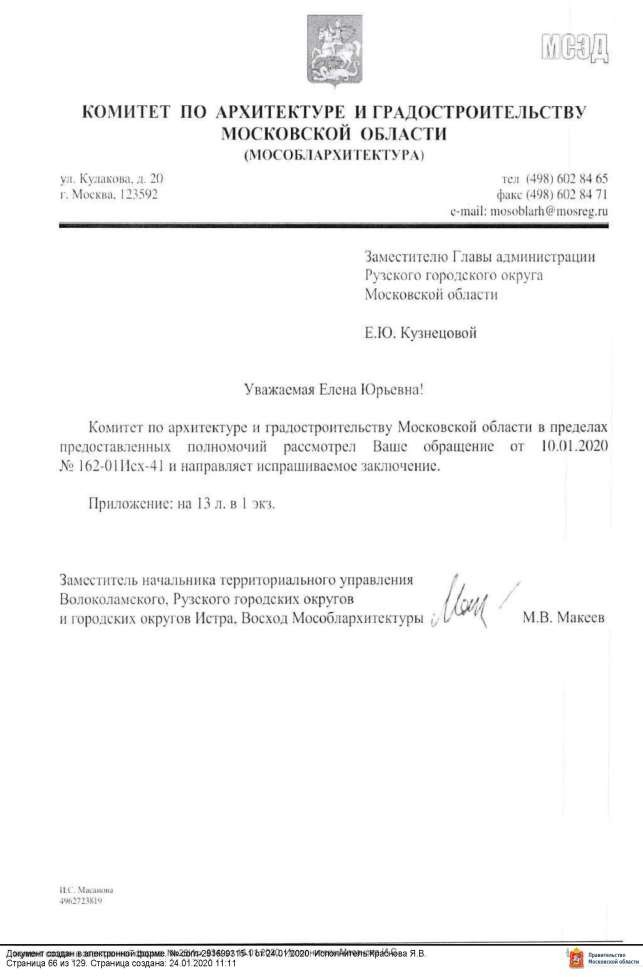 МСЭД
КОМИТЕТ ПО АРХИТЕКТУРЕ И ГРАДОСТРОИТЕЛЬСТВУ
МОСКОВСКОЙ ОБЛАСТИ
(МОСОБЛАРХИТЕКТУРА)
ул. Кулакова, д. 20
г. Москва, 123592
тел (498) 602 84 65
факс (498) 602 84 71
e-mail: mosoblarh@mosreg.ru
Заместителю Главы администрации
Рузского городского округа
Московской области
Е.Ю. Кузнецовой
Уважаемая Елена Юрьевна!
Комитет по архитектуре и градостроительству Московской области в пределах
предоставленных полномочий рассмотрел Ваше обращение от 10.01.2020
№ 162-01Исх-41 и направляет испрашиваемое заключение.
Приложение: на 13 л. в 1 экз.
Заместитель начальника территориального управления
Волоколамского, Рузского городских округов
и городских округов Истра, Восход Мособлархитектуры
М.В. Макеев
И.С. Масанова
4962723819
Документ создан в электронной форме. № от 24.01.2020. Исполнитель:Краснова Я.В.
Страница 66 из 129. Страница создана: 24.01.2020 11:11
Правительство
Московской области